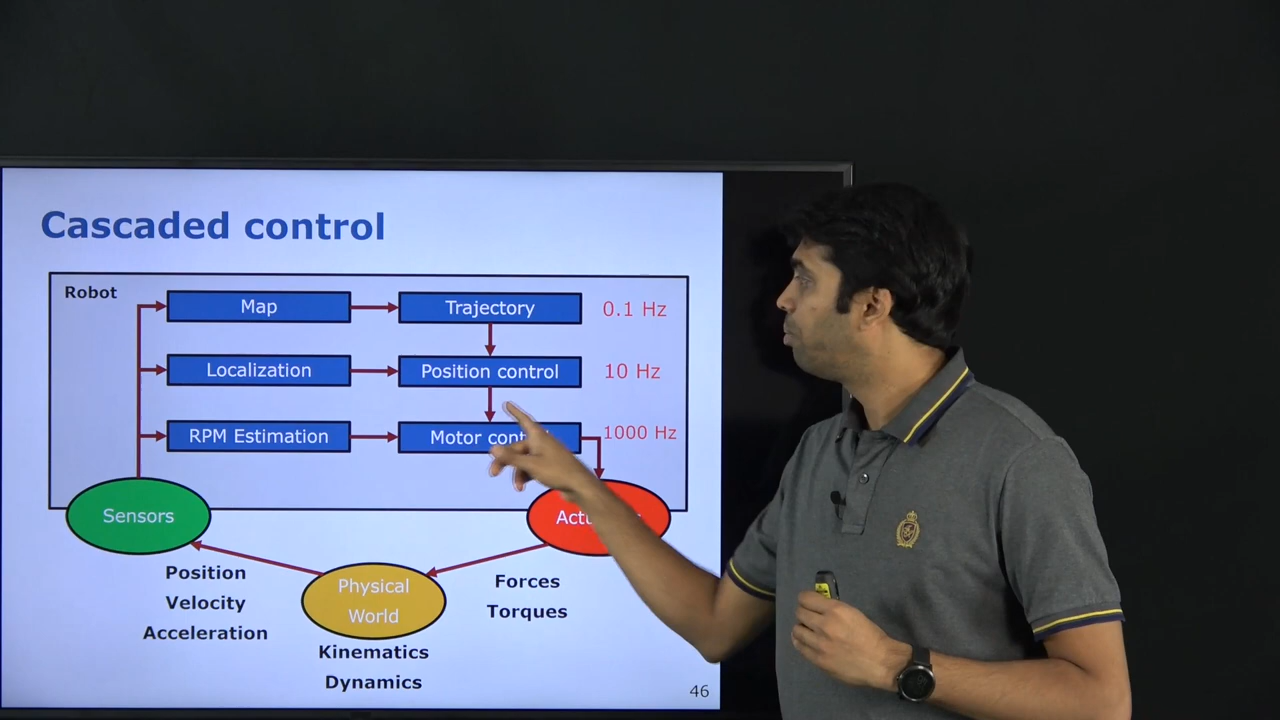 Cascaded control
Robot
Map
Trajectory
0.1 Hz
Localization
Position control
10 Hz
RPM Estimation
Motor
1000 Hz
Sensors
Position
Velocity
Acceleration
Physical
World
Kinematics
Dynamics
Forces
Torques
46